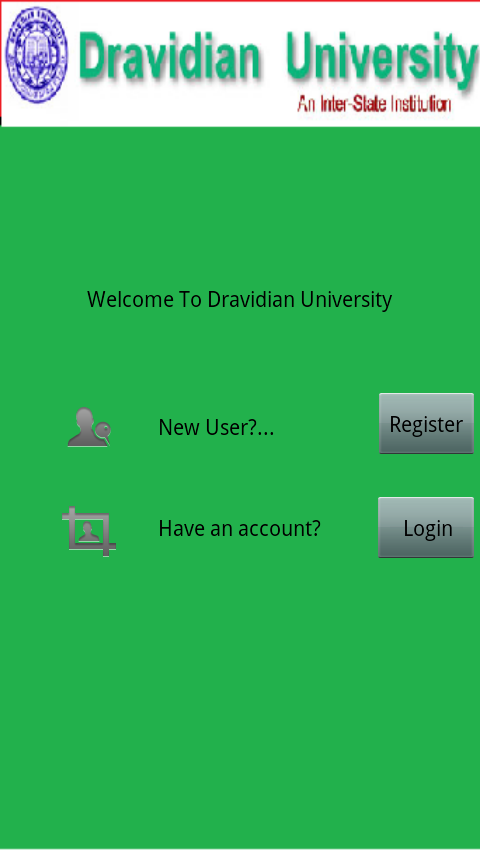 Dravidian University
An Inter-State Institution
Welcome To Dravidian University
New User?...
Register
Have an account?
Login